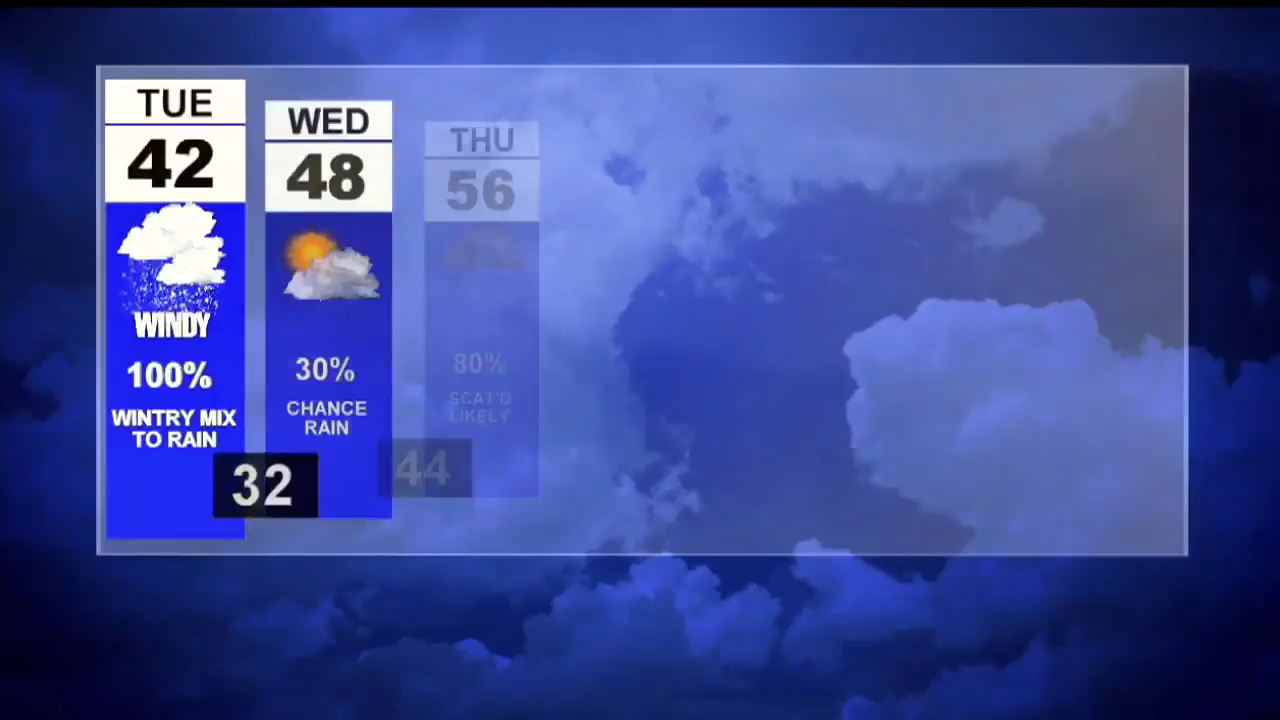 TUE
42
WINDY
100%
WINTRY MIX
TO RAIN
32
WED
48
30%
CHANCE
RAIN
44
THU
56
80%
SCAT'D
LIKELY